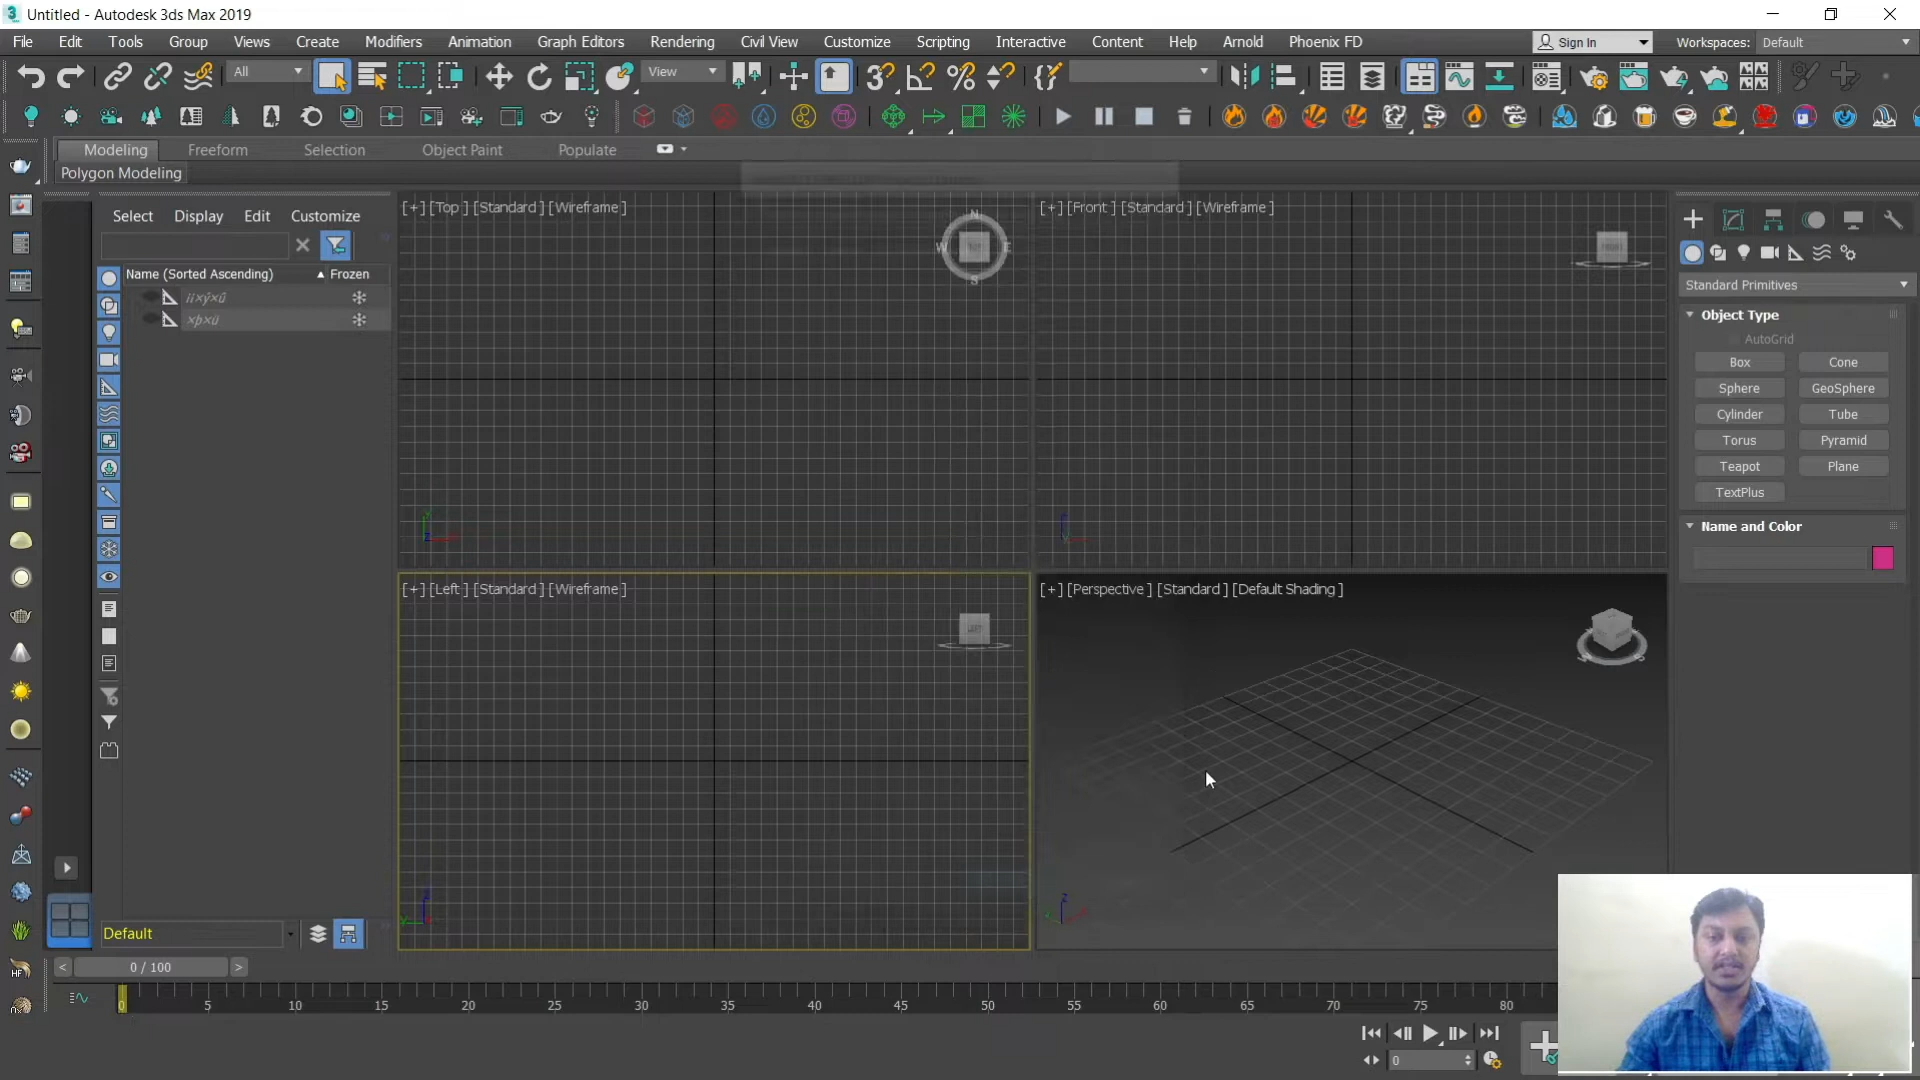 Untitled - Autodesk 3ds Max 2019
File Edit Tools Group Views Create Modifiers Animation Graph Editors Rendering Civil View Customize Scripting Interactive Content Help Arnold Phoenix FD Sign In Workspaces: Default
All View
Modeling Freeform Selection Object Paint Populate
Polygon Modeling
Select Display Edit Customize
Name (Sorted Ascending) Frozen
[+] [Top ] [Standard ] [Wireframe ]
N
W E
S
[+] [Front ] [Standard ] [Wireframe ]
FRONT
[+] [Left ] [Standard ] [Wireframe ]
LEFT
[+] [Perspective ] [Standard ] [Default Shading ]
Standard Primitives
Object Type
AutoGrid
Box Cone
Sphere GeoSphere
Cylinder Tube
Torus Pyramid
Teapot Plane
TextPlus
Name and Color
Default
< 0 / 100 >
0 5 10 15 20 25 30 35 40 45 50 55 60 65 70 75 80
0